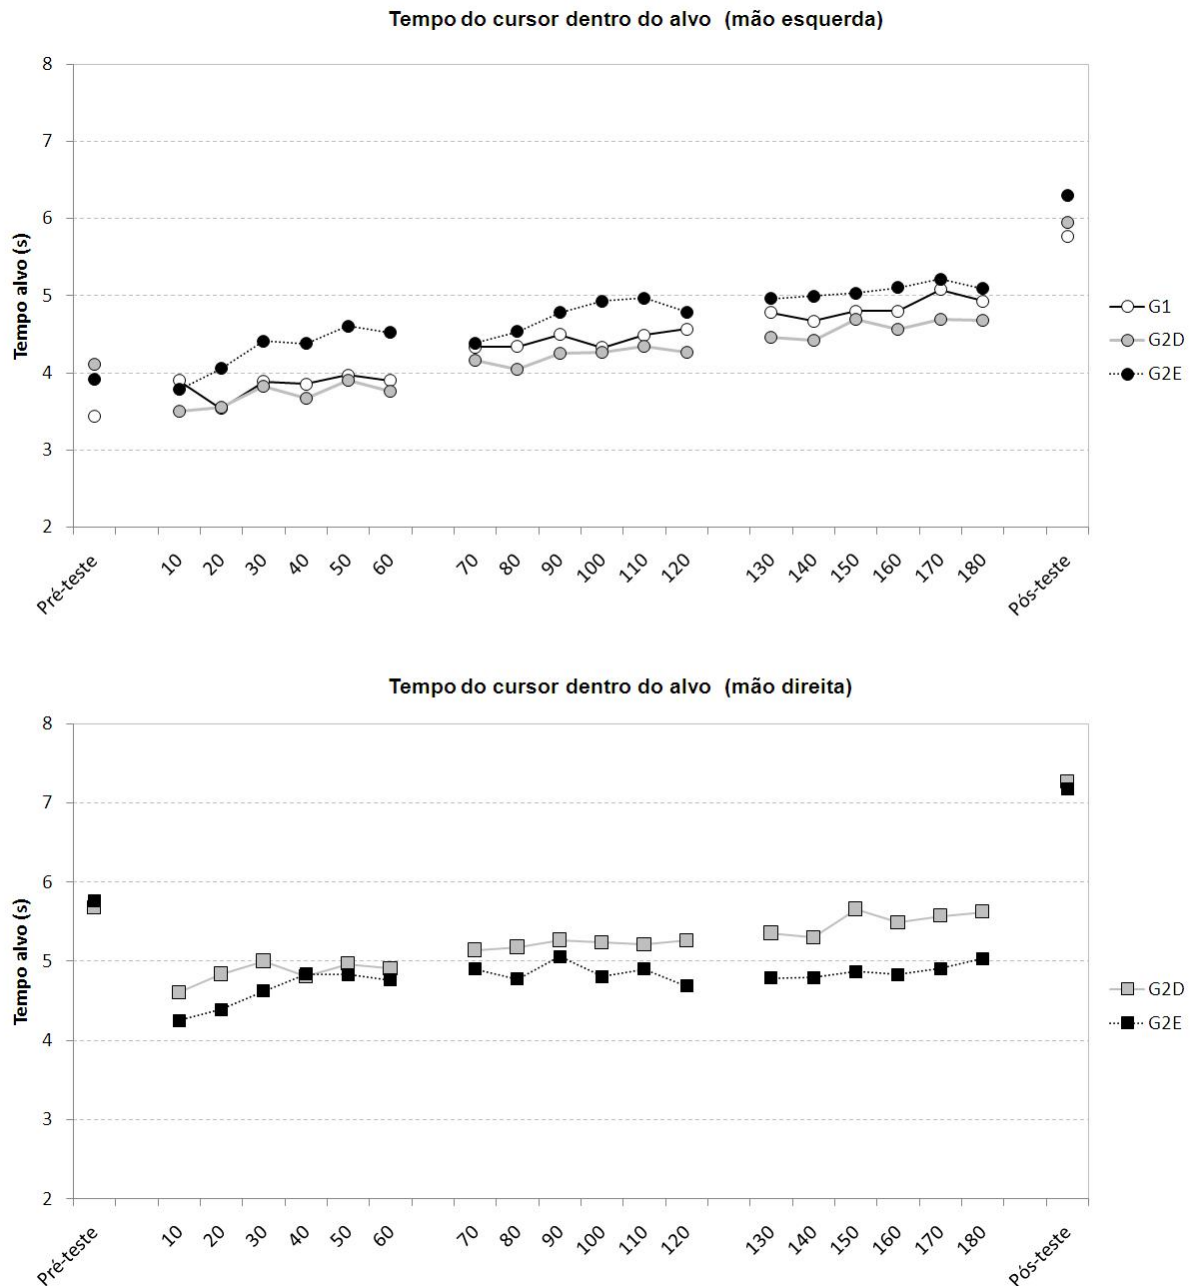 Tempo do cursor dentro do alvo (mão esquerda)
8
7
6
5
4
3
2
Tempo alvo (s)
G1
G2D
G2E
Pré-teste 10 20 30 40 50 60 70 80 90 100 110 120 130 140 150 160 170 180 Pós-teste
Tempo do cursor dentro do alvo (mão direita)
8
7
6
5
4
3
2
Tempo alvo (s)
G2D
G2E
Pré-teste 10 20 30 40 50 60 70 80 90 100 110 120 130 140 150 160 170 180 Pós-teste